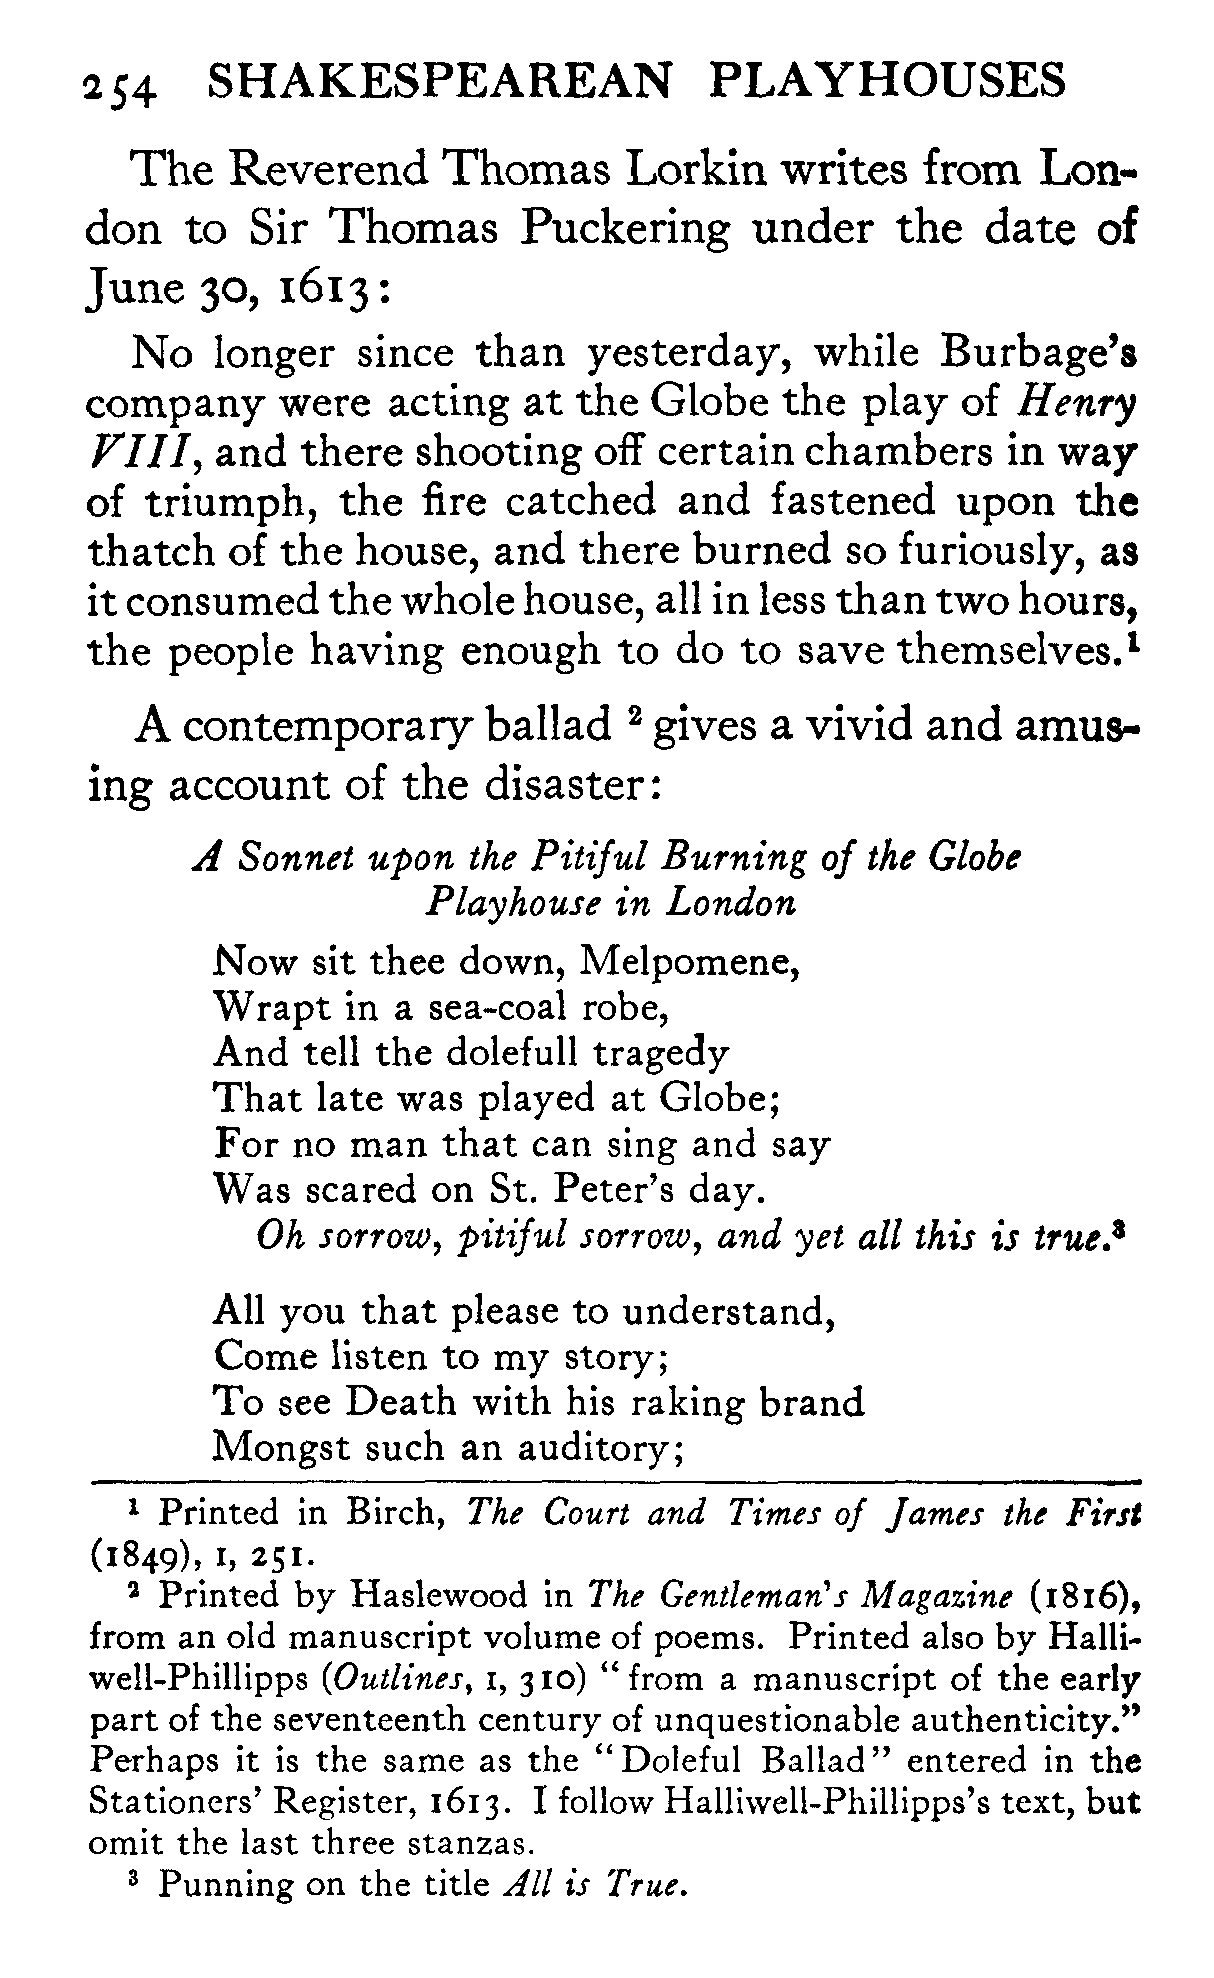 254 SHAKESPEAREAN PLAYHOUSES
The Reverend Thomas Lorkin writes from Lon-
don to Sir Thomas Puckering under the date of
June 30, 1613:
No longer since than yesterday, while Burbage's
company were acting at the Globe the play of Henry
VIII, and there shooting off certain chambers in way
of triumph, the fire catched and fastened upon the
thatch of the house, and there burned so furiously, as
it consumed the whole house, all in less than two hours,
the people having enough to do to save themselves.¹
A contemporary ballad ² gives a vivid and amus-
ing account of the disaster:
A Sonnet upon the Pitiful Burning of the Globe
Playhouse in London
Now sit thee down, Melpomene,
Wrapt in a sea-coal robe,
And tell the dolefull tragedy
That late was played at Globe;
For no man that can sing and say
Was scared on St. Peter's day.
Oh sorrow, pitiful sorrow, and yet all this is true.³
All you that please to understand,
Come listen to my story;
To see Death with his raking brand
Mongst such an auditory;
¹ Printed in Birch, The Court and Times of James the First
(1849), I, 251.
² Printed by Haslewood in The Gentleman's Magazine (1816),
from an old manuscript volume of poems. Printed also by Halli-
well-Phillipps (Outlines, I, 310) "from a manuscript of the early
part of the seventeenth century of unquestionable authenticity."
Perhaps it is the same as the "Doleful Ballad" entered in the
Stationers' Register, 1613. I follow Halliwell-Phillipps's text, but
omit the last three stanzas.
³ Punning on the title All is True.